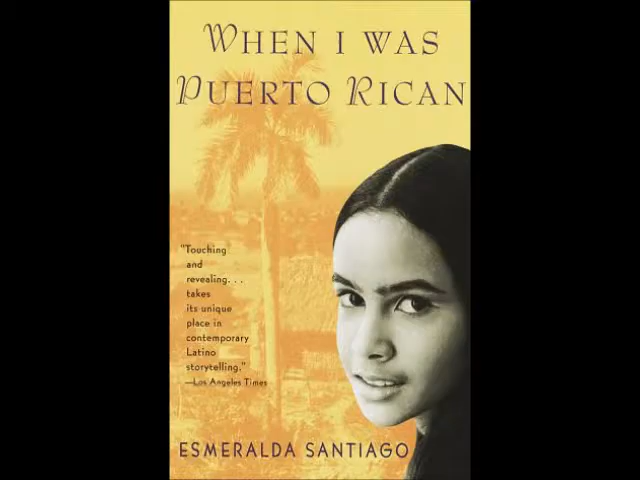 WHEN I WAS
PUERTO RICAN
"Touching
and
revealing...
takes
its unique
place in
contemporary
Latino
storytelling."
—Los Angeles Times
ESMERALDA SANTIAGO